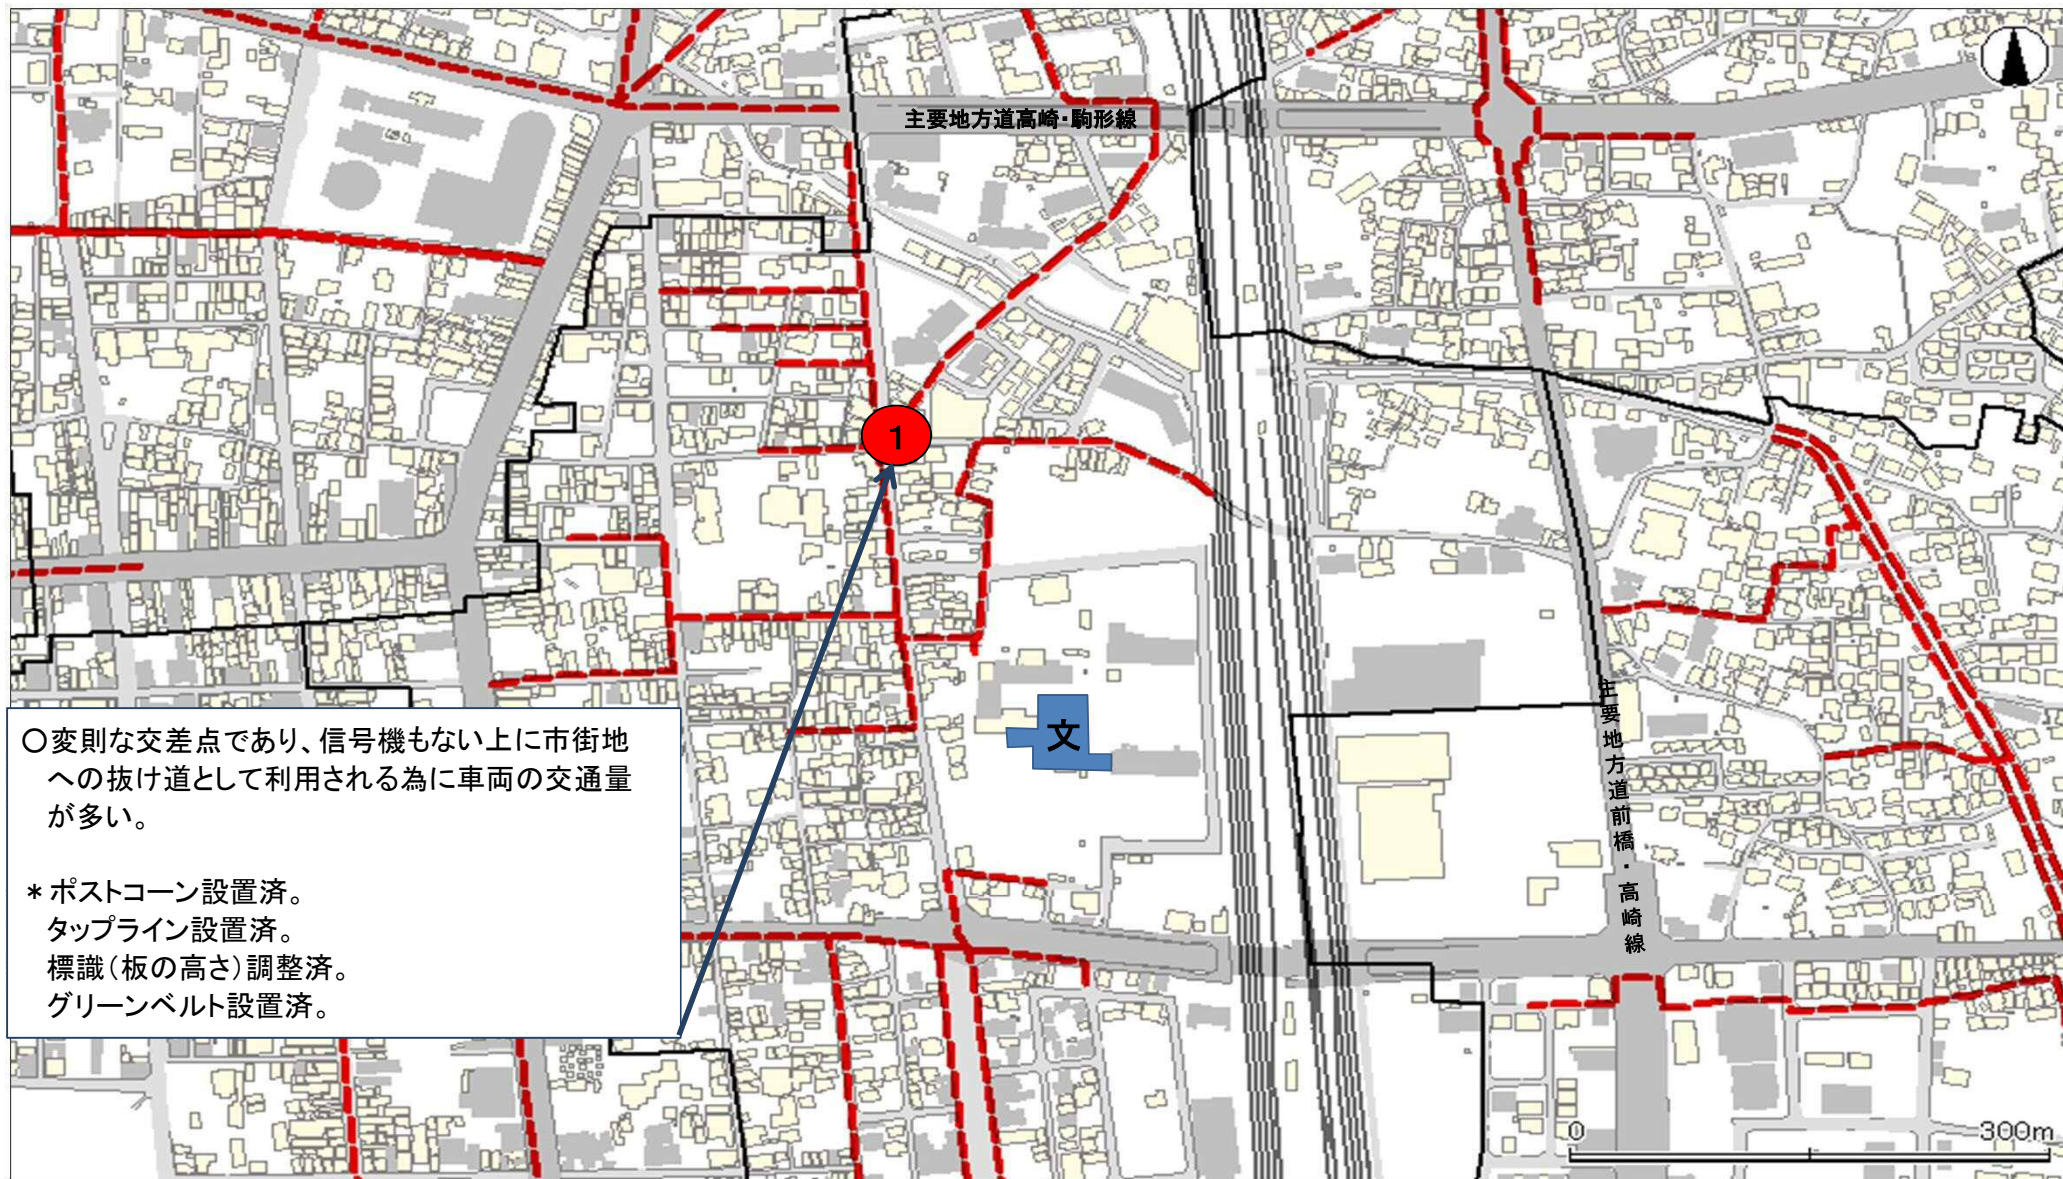 主要地方道高崎・駒形線
1
文
主要地方道前橋・高崎線
○変則な交差点であり、信号機もない上に市街地
への抜け道として利用される為に車両の交通量
が多い。
*ポストコーン設置済。
タップライン設置済。
標識(板の高さ)調整済。
グリーンベルト設置済。
0 300m